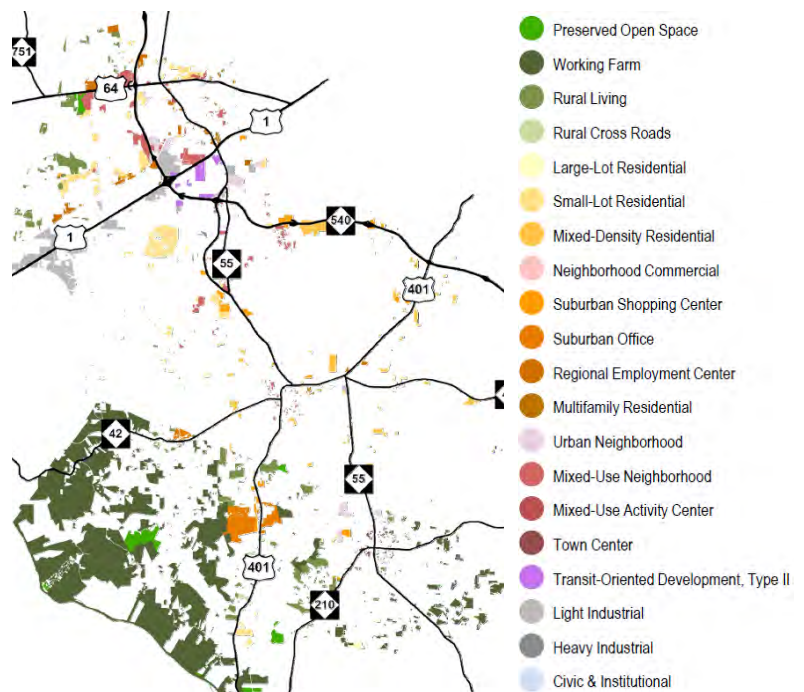 751
64
1
540
1
55
401
42
55
401
210
Preserved Open Space
Working Farm
Rural Living
Rural Cross Roads
Large-Lot Residential
Small-Lot Residential
Mixed-Density Residential
Neighborhood Commercial
Suburban Shopping Center
Suburban Office
Regional Employment Center
Multifamily Residential
Urban Neighborhood
Mixed-Use Neighborhood
Mixed-Use Activity Center
Town Center
Transit-Oriented Development, Type II
Light Industrial
Heavy Industrial
Civic & Institutional